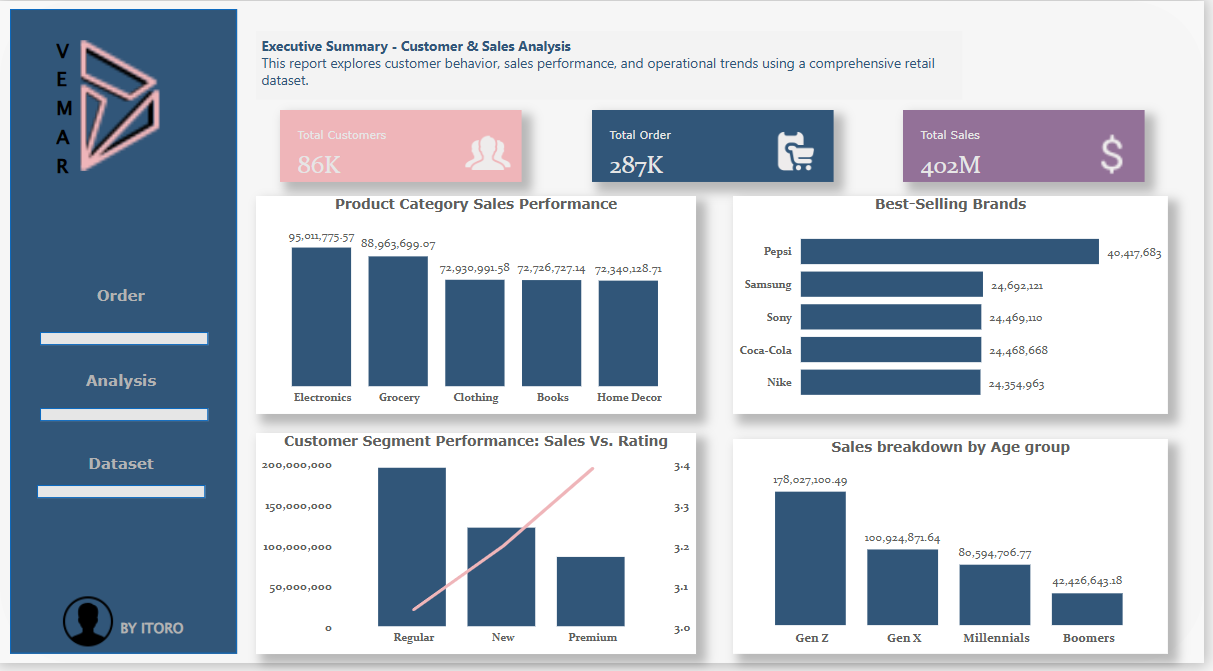 V
E
M
A
R
Order
Analysis
Dataset
BY ITORO
Executive Summary - Customer & Sales Analysis
This report explores customer behavior, sales performance, and operational trends using a comprehensive retail
dataset.
Total Customers
86K
Total Order
287K
Total Sales
402M
Product Category Sales Performance
95,011,775.57
88,963,699.07
72,930,991.58
72,726,727.14
72,340,128.71
Electronics
Grocery
Clothing
Books
Home Decor
Best-Selling Brands
Pepsi
40,417,683
Samsung
24,692,121
Sony
24,469,110
Coca-Cola
24,468,668
Nike
24,354,963
Customer Segment Performance: Sales Vs. Rating
200,000,000
150,000,000
100,000,000
50,000,000
0
3.4
3.3
3.2
3.1
3.0
Regular
New
Premium
Sales breakdown by Age group
178,027,100.49
100,924,871.64
80,594,706.77
42,426,643.18
Gen Z
Gen X
Millennials
Boomers